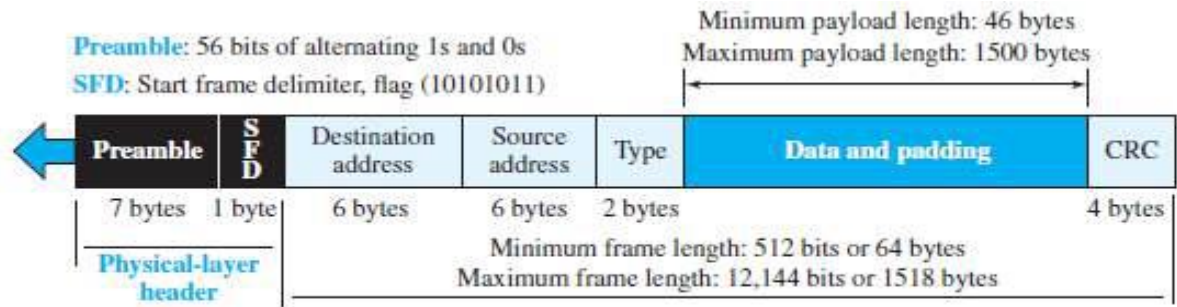 Minimum payload length: 46 bytes
Maximum payload length: 1500 bytes
Preamble: 56 bits of alternating 1s and 0s
SFD: Start frame delimiter, flag (10101011)
Preamble
S
F
D
Destination
address
Source
address
Type
Data and padding
CRC
7 bytes 1 byte 6 bytes 6 bytes 2 bytes 4 bytes
Physical-layer
header
Minimum frame length: 512 bits or 64 bytes
Maximum frame length: 12,144 bits or 1518 bytes